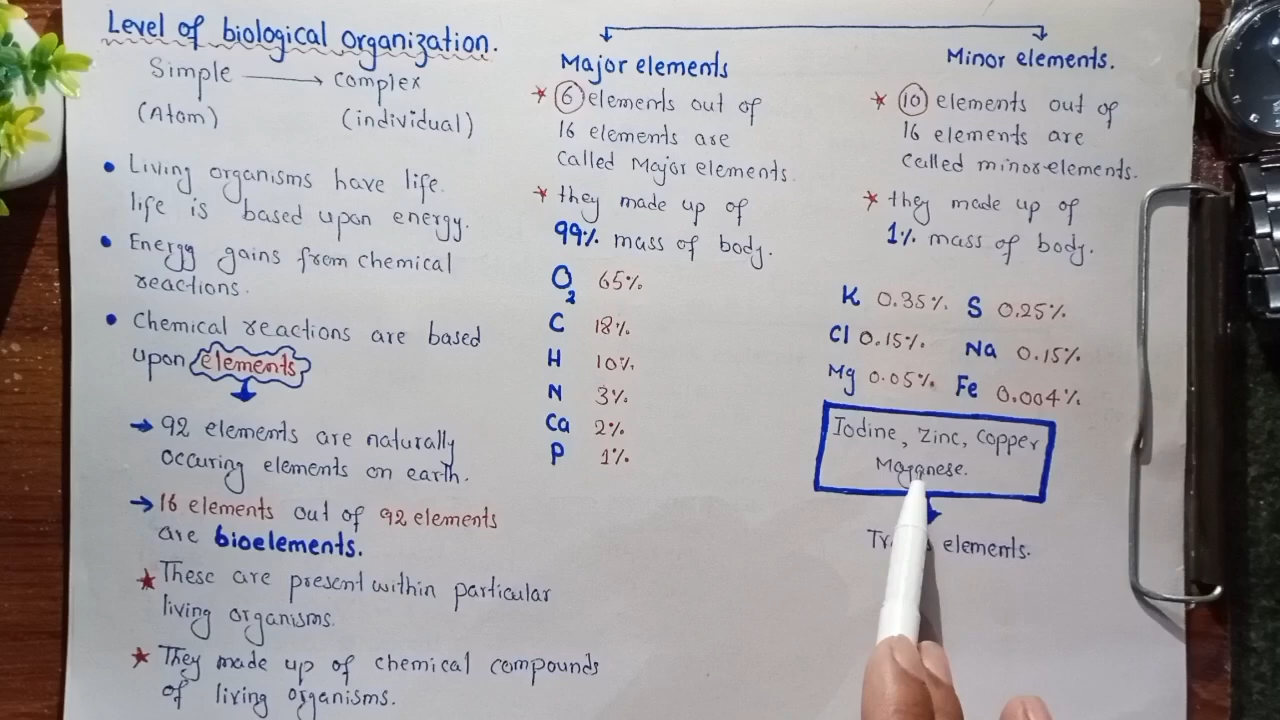 Level of biological organization.
Simple → complex
(Atom) (individual)
• Living organisms have life.
life is based upon energy.
• Energy gains from chemical
reactions.
• Chemical reactions are based
upon elements
→ 92 elements are naturally
occuring elements on earth.
→ 16 elements out of 92 elements
are bioelements.
★ These are present within particular
living organisms.
★ They made up of chemical compounds
of living organisms.
Major elements
* 6 elements out of
16 elements are
called Major elements.
* they made up of
99% mass of body.
O₂ 65%
C 18%
H 10%
N 3%
Ca 2%
P 1%
Minor elements.
* 10 elements out of
16 elements are
called minor elements.
* they made up of
1% mass of body.
K 0.35% S 0.25%
Cl 0.15% Na 0.15%
Mg 0.05% Fe 0.004%
Iodine, Zinc, Copper
elements.